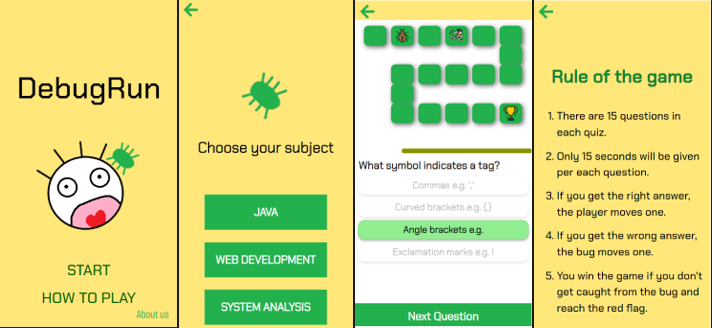 DebugRun
START
HOW TO PLAY
About us
Choose your subject
JAVA
WEB DEVELOPMENT
SYSTEM ANALYSIS
What symbol indicates a tag?
Commas e.g. ','
Curved brackets e.g. {,}
Angle brackets e.g.
Exclamation marks e.g. !
Next Question
Rule of the game
1. There are 15 questions in
each quiz.
2. Only 15 seconds will be given
per each question.
3. If you get the right answer,
the player moves one.
4. If you get the wrong answer,
the bug moves one.
5. You win the game if you don't
get caught from the bug and
reach the red flag.